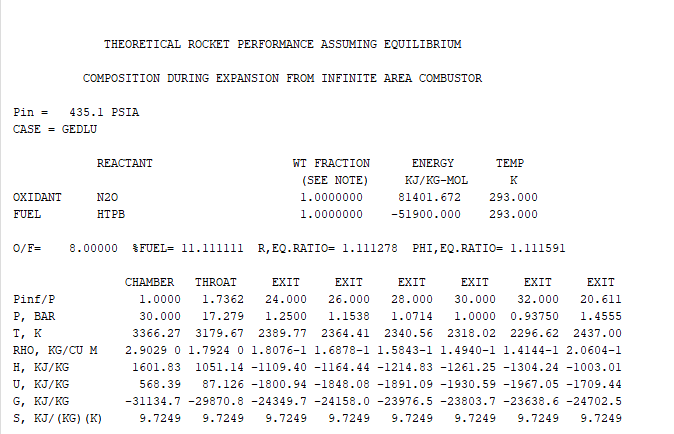 THEORETICAL ROCKET PERFORMANCE ASSUMING EQUILIBRIUM
COMPOSITION DURING EXPANSION FROM INFINITE AREA COMBUSTOR
Pin = 435.1 PSIA
CASE = GEDLU
REACTANT WT FRACTION ENERGY TEMP
(SEE NOTE) KJ/KG-MOL K
OXIDANT N2O 1.0000000 81401.672 293.000
FUEL HTPB 1.0000000 -51900.000 293.000
O/F= 8.00000 %FUEL= 11.111111 R,EQ.RATIO= 1.111278 PHI,EQ.RATIO= 1.111591
CHAMBER THROAT EXIT EXIT EXIT EXIT EXIT EXIT
Pinf/P 1.0000 1.7362 24.000 26.000 28.000 30.000 32.000 20.611
P, BAR 30.000 17.279 1.2500 1.1538 1.0714 1.0000 0.93750 1.4555
T, K 3366.27 3179.67 2389.77 2364.41 2340.56 2318.02 2296.62 2437.00
RHO, KG/CU M 2.9029 0 1.7924 0 1.8076-1 1.6878-1 1.5843-1 1.4940-1 1.4144-1 2.0604-1
H, KJ/KG 1601.83 1051.14 -1109.40 -1164.44 -1214.83 -1261.25 -1304.24 -1003.01
U, KJ/KG 568.39 87.126 -1800.94 -1848.08 -1891.09 -1930.59 -1967.05 -1709.44
G, KJ/KG -31134.7 -29870.8 -24349.7 -24158.0 -23976.5 -23803.7 -23638.6 -24702.5
S, KJ/(KG)(K) 9.7249 9.7249 9.7249 9.7249 9.7249 9.7249 9.7249 9.7249